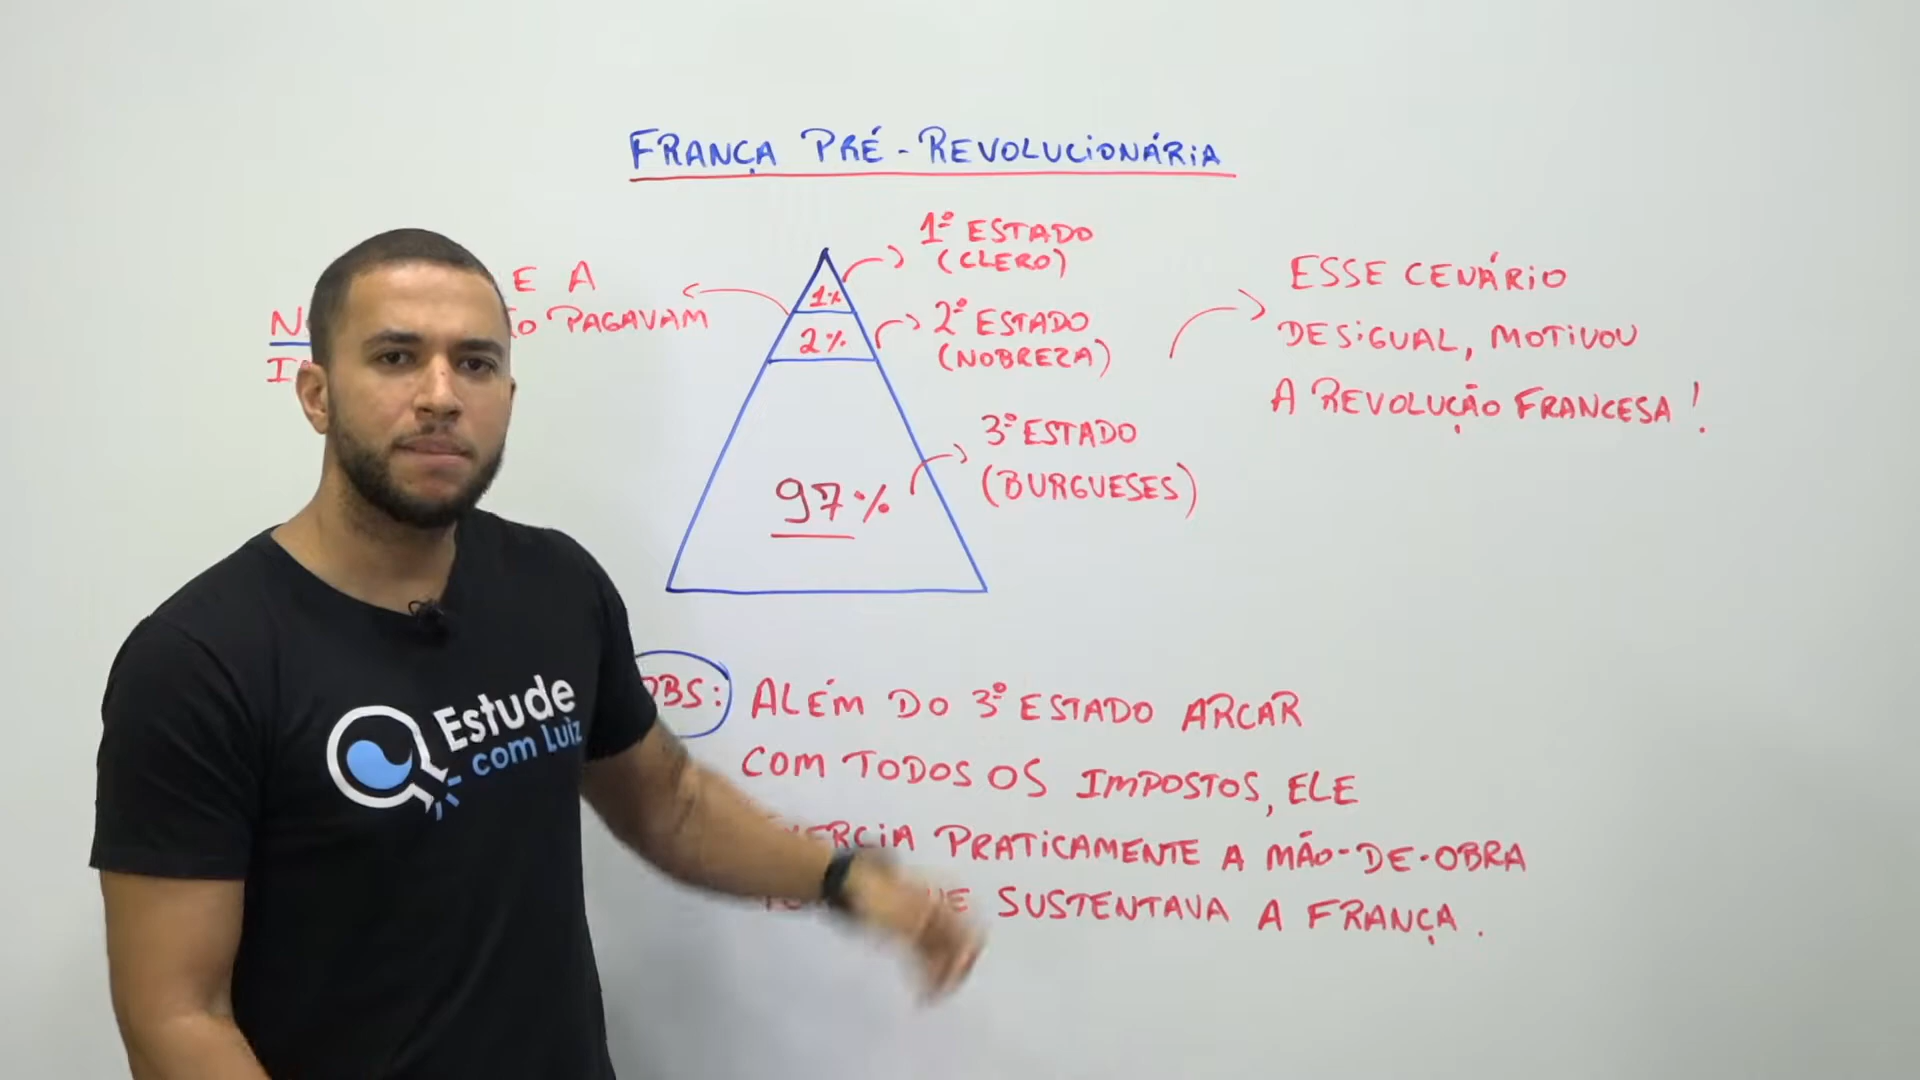 FRANÇA PRÉ-REVOLUCIONÁRIA
E A
PAGAVAM
1%
2%
97%
1º ESTADO
(CLERO)
2º ESTADO
(NOBREZA)
3º ESTADO
(BURGUESES)
ESSE CENÁRIO
DESIGUAL, MOTIVOU
A REVOLUÇÃO FRANCESA!
OBS: ALÉM DO 3º ESTADO ARCAR
COM TODOS OS IMPOSTOS, ELE
EXERCIA PRATICAMENTE A MÃO-DE-OBRA
SUSTENTAVA A FRANÇA.
Estude
com Luiz